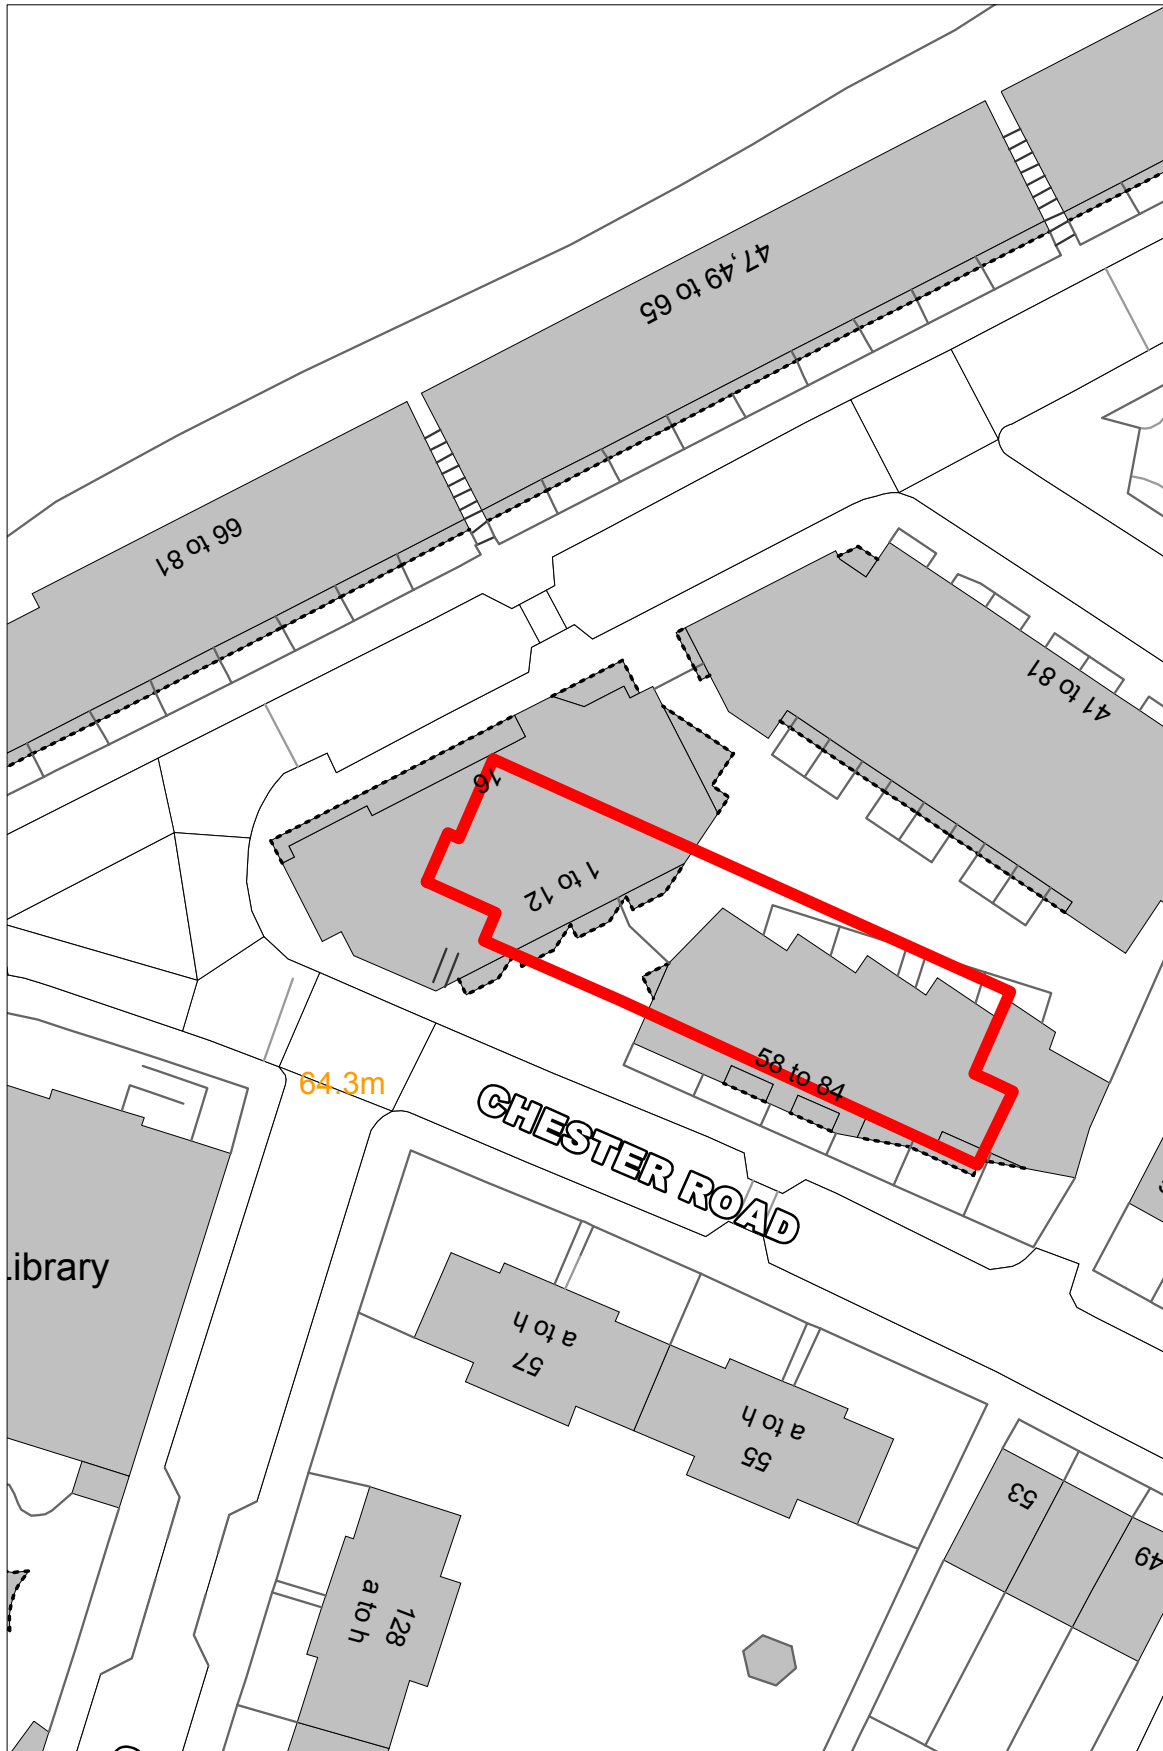 47,49 to 65
66 to 81
41 to 81
16
1 to 12
58 to 84
64.3m
CHESTER ROAD
Library
57
a to h
55
a to h
53
49
128
a to h